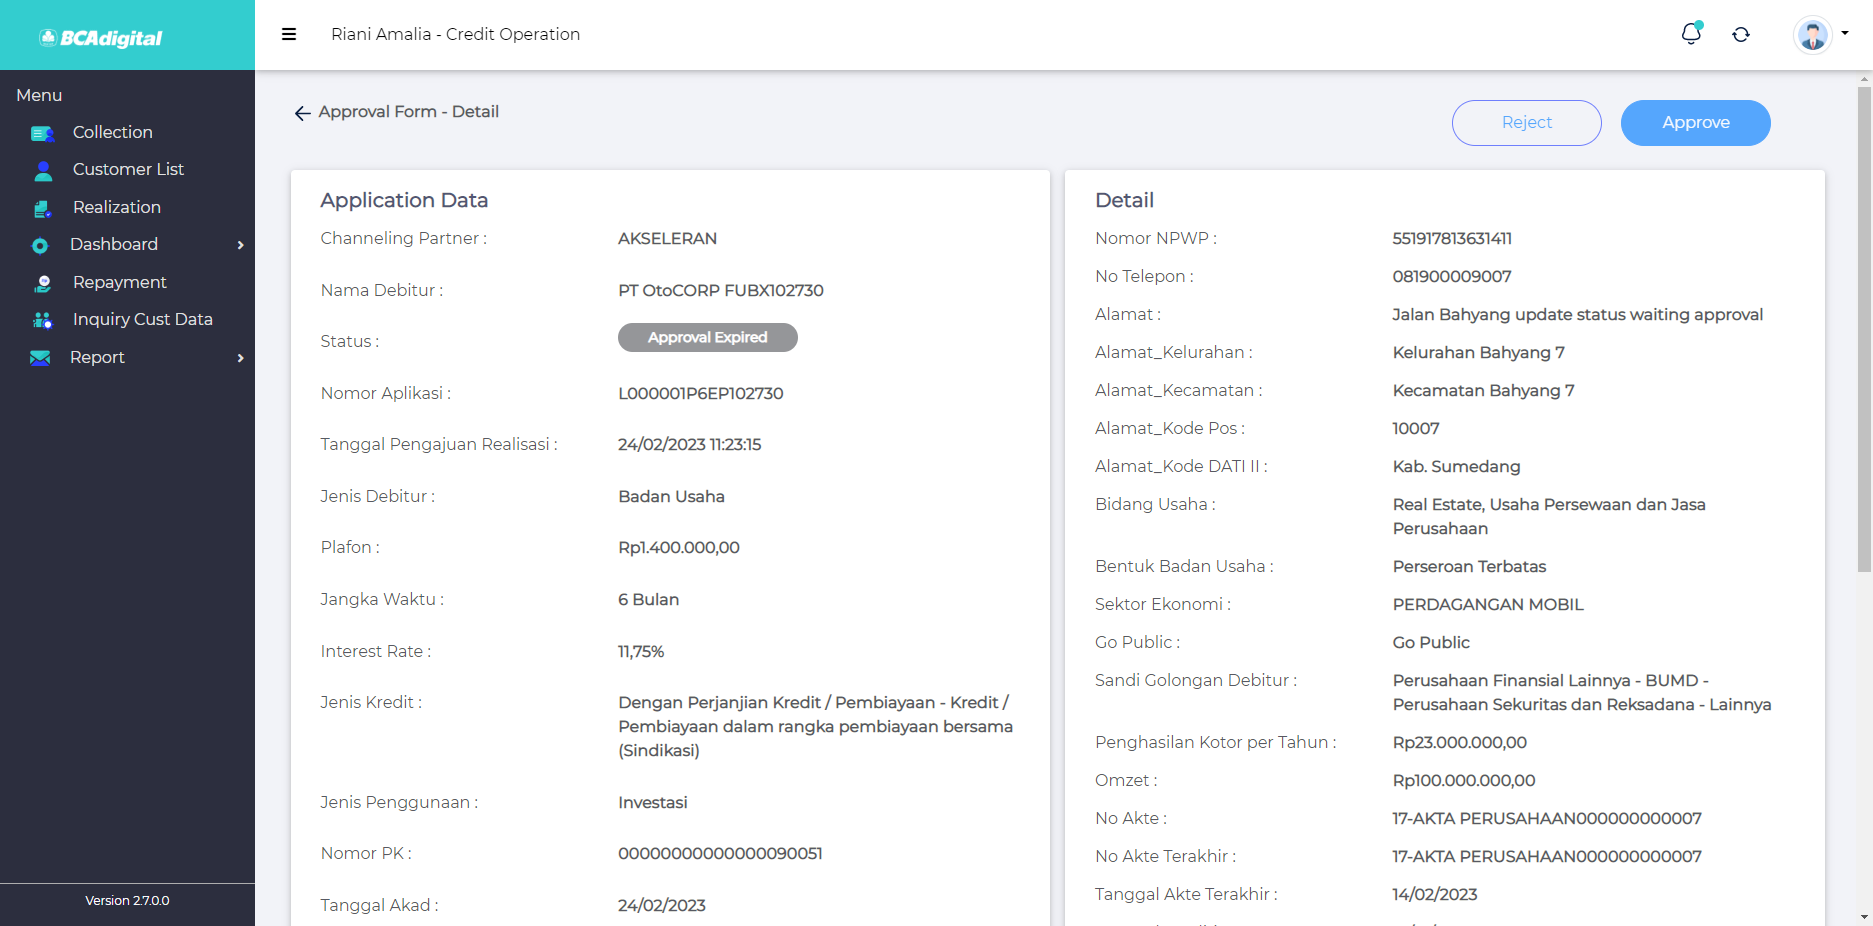 BCAdigital
Riani Amalia - Credit Operation
Menu
Collection
Customer List
Realization
Dashboard
Repayment
Inquiry Cust Data
Report
Version 2.7.0.0
Approval Form - Detail
Reject
Approve
Application Data
Channeling Partner : AKSELERAN
Nama Debitur : PT OtoCORP FUBX102730
Status : Approval Expired
Nomor Aplikasi : L000001P6EP102730
Tanggal Pengajuan Realisasi : 24/02/2023 11:23:15
Jenis Debitur : Badan Usaha
Plafon : Rp1.400.000,00
Jangka Waktu : 6 Bulan
Interest Rate : 11,75%
Jenis Kredit : Dengan Perjanjian Kredit / Pembiayaan - Kredit /
Pembiayaan dalam rangka pembiayaan bersama
(Sindikasi)
Jenis Penggunaan : Investasi
Nomor PK : 00000000000000090051
Tanggal Akad : 24/02/2023
Detail
Nomor NPWP : 551917813631411
No Telepon : 081900009007
Alamat : Jalan Bahyang update status waiting approval
Alamat_Kelurahan : Kelurahan Bahyang 7
Alamat_Kecamatan : Kecamatan Bahyang 7
Alamat_Kode Pos : 10007
Alamat_Kode DATI II : Kab. Sumedang
Bidang Usaha : Real Estate, Usaha Persewaan dan Jasa
Perusahaan
Bentuk Badan Usaha : Perseroan Terbatas
Sektor Ekonomi : PERDAGANGAN MOBIL
Go Public : Go Public
Sandi Golongan Debitur : Perusahaan Finansial Lainnya - BUMD -
Perusahaan Sekuritas dan Reksadana - Lainnya
Penghasilan Kotor per Tahun : Rp23.000.000,00
Omzet : Rp100.000.000,00
No Akte : 17-AKTA PERUSAHAAN000000000007
No Akte Terakhir : 17-AKTA PERUSAHAAN000000000007
Tanggal Akte Terakhir : 14/02/2023